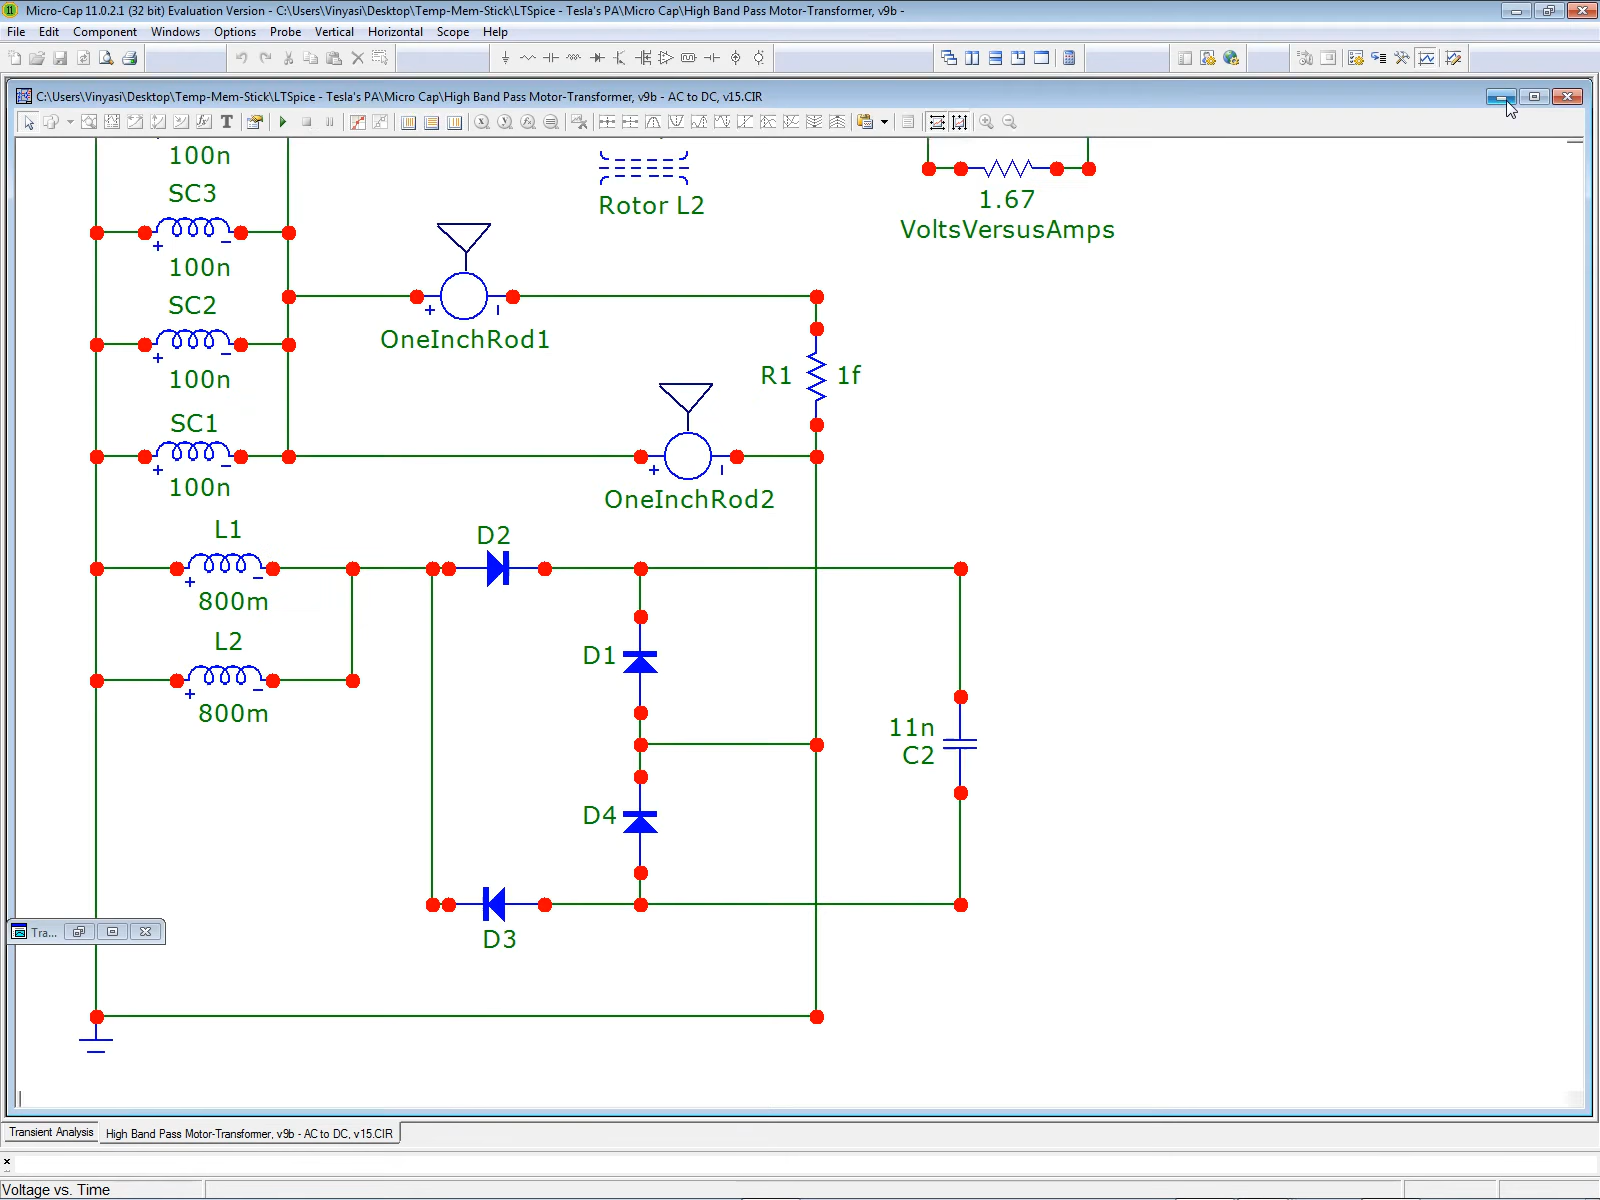 Micro-Cap 11.0.2.1 (32 bit) Evaluation Version - C:\Users\Vinyasi\Desktop\Temp-Mem-Stick\LTSpice - Tesla's PA\Micro Cap\High Band Pass Motor-Transformer, v9b -
File Edit Component Windows Options Probe Vertical Horizontal Scope Help
C:\Users\Vinyasi\Desktop\Temp-Mem-Stick\LTSpice - Tesla's PA\Micro Cap\High Band Pass Motor-Transformer, v9b - AC to DC, v15.CIR
100n
SC3
100n
SC2
100n
SC1
100n
Rotor L2
1.67
VoltsVersusAmps
+ -
OneInchRod1
R1 1f
OneInchRod2
L1
800m
L2
800m
D2
D1
11n
C2
D4
D3
Tra...
Transient Analysis
High Band Pass Motor-Transformer, v9b - AC to DC, v15.CIR
Voltage vs. Time